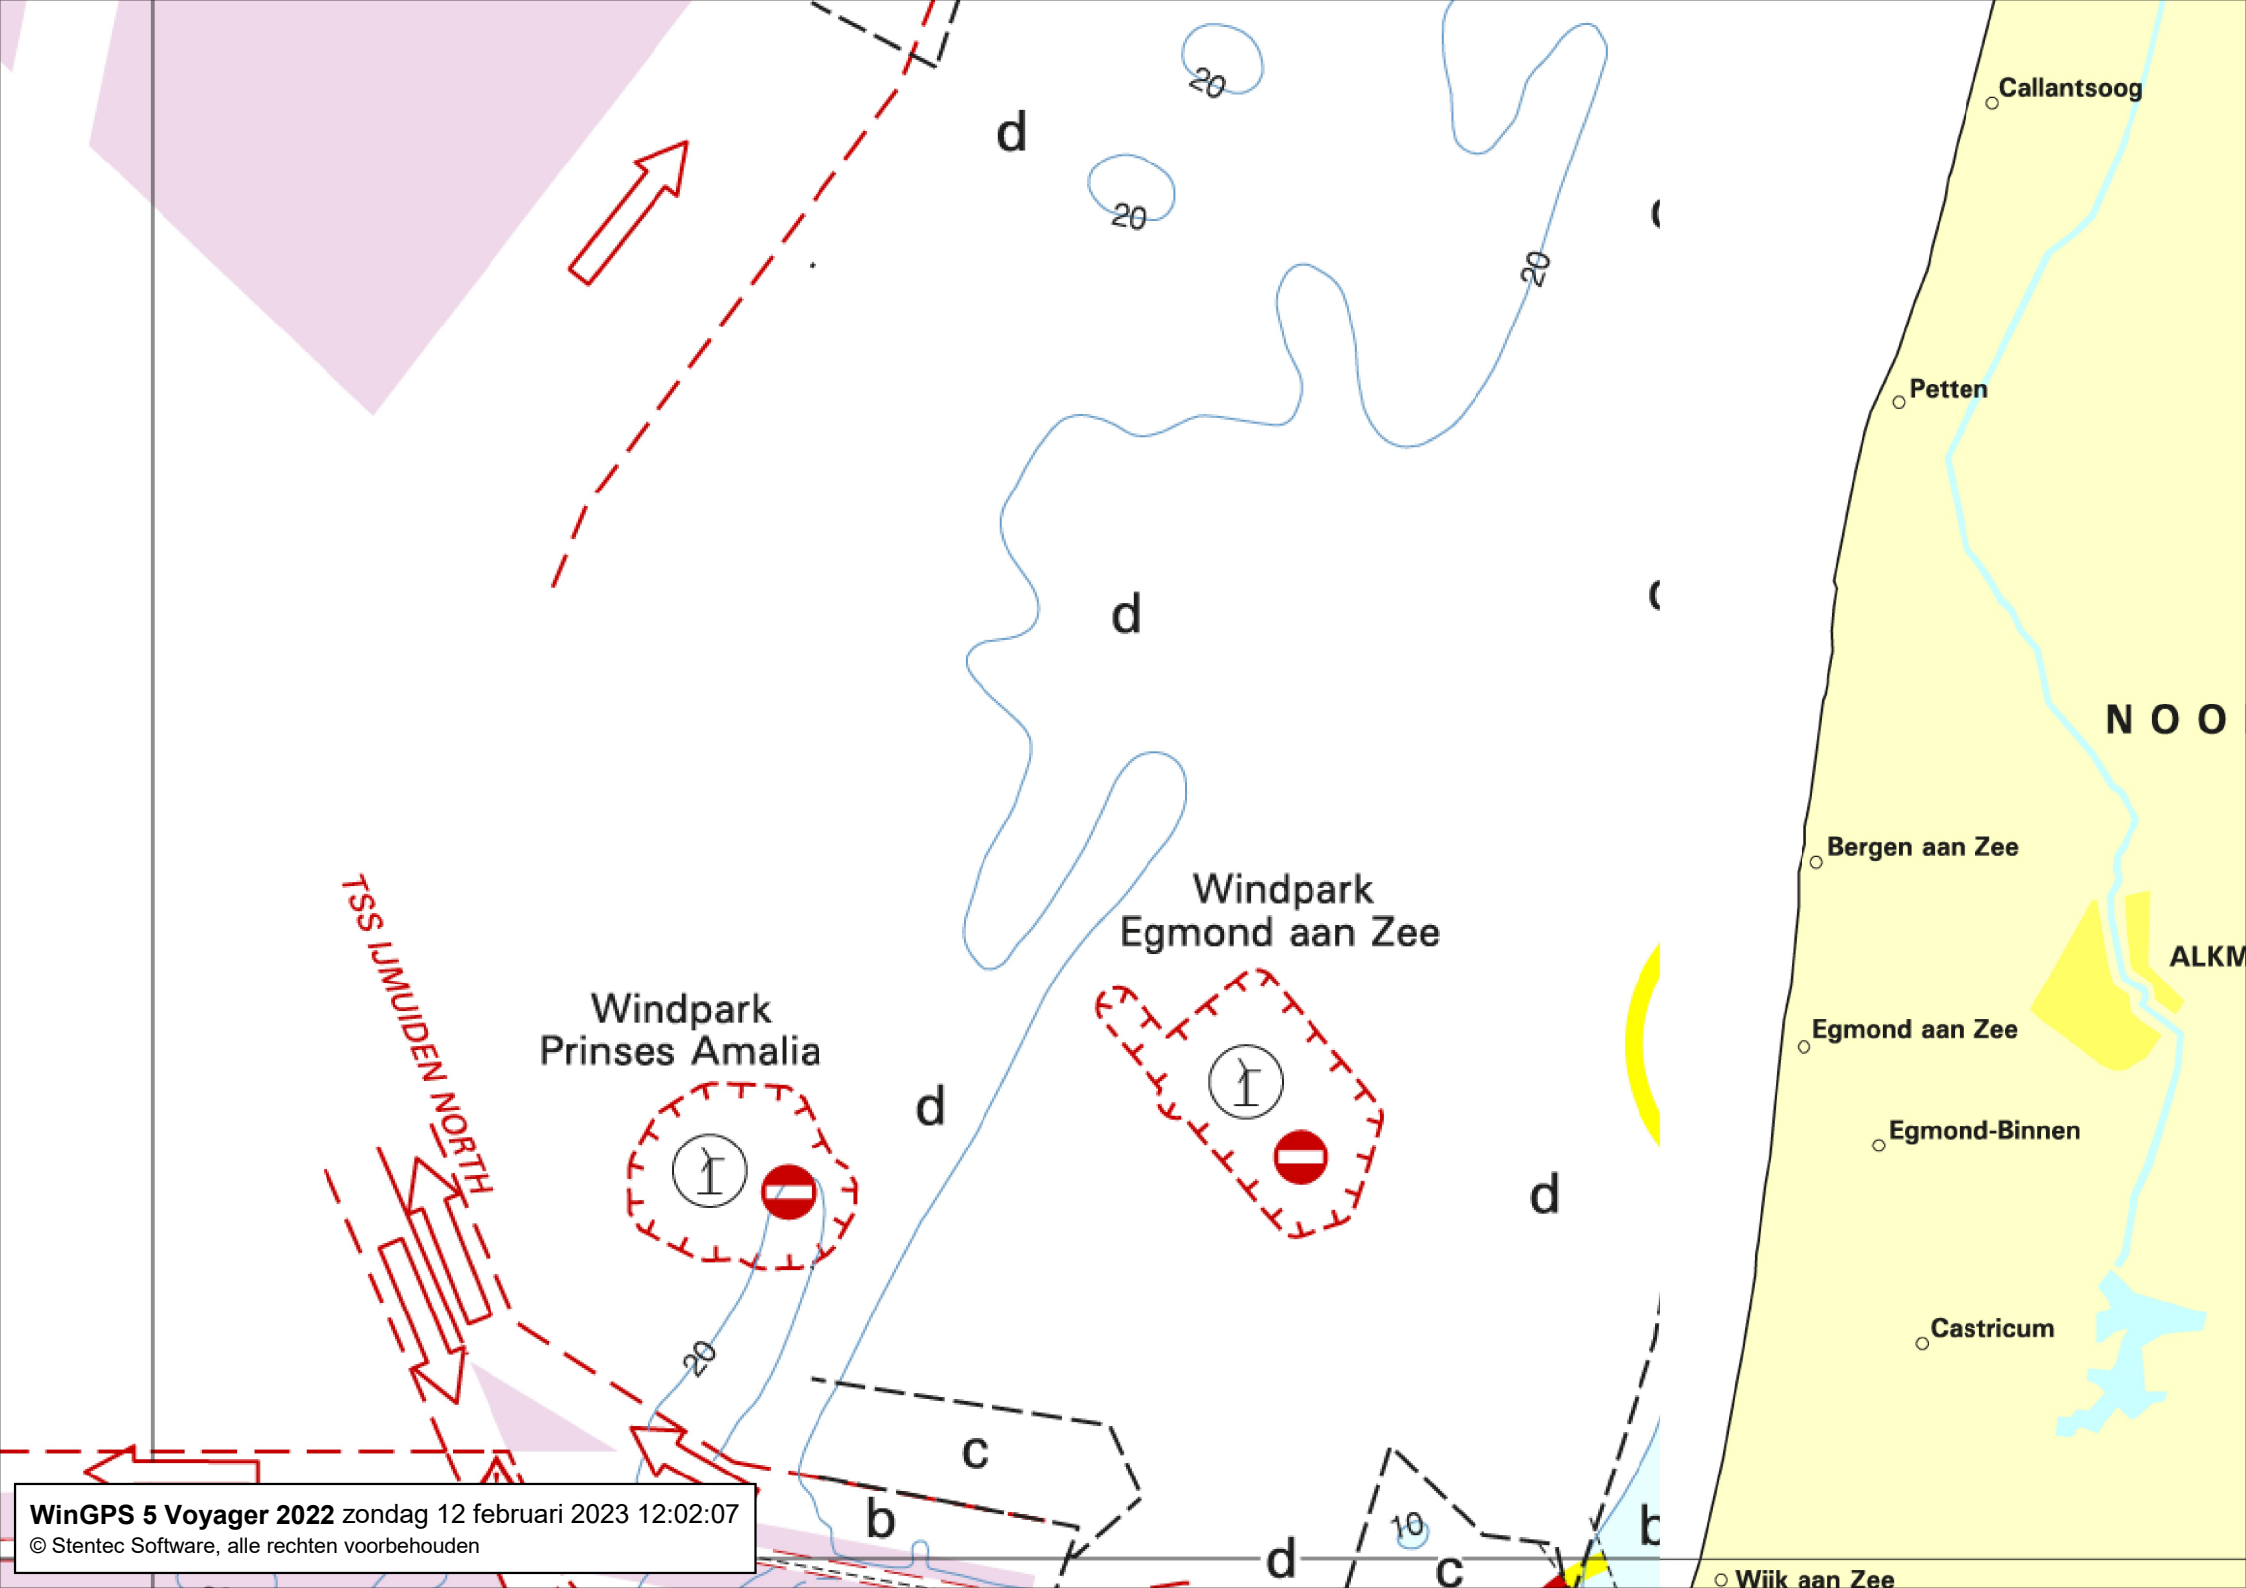 20
Callantsoog
d
20
20
Petten
d
N O O
Bergen aan Zee
Windpark
Egmond aan Zee
TSS IJMUIDEN NORTH
ALKM
Windpark
Prinses Amalia
Egmond aan Zee
d
Egmond-Binnen
d
20
Castricum
c
WinGPS 5 Voyager 2022 zondag 12 februari 2023 12:02:07
© Stentec Software, alle rechten voorbehouden
b
10
b
d
c
Wijk aan Zee